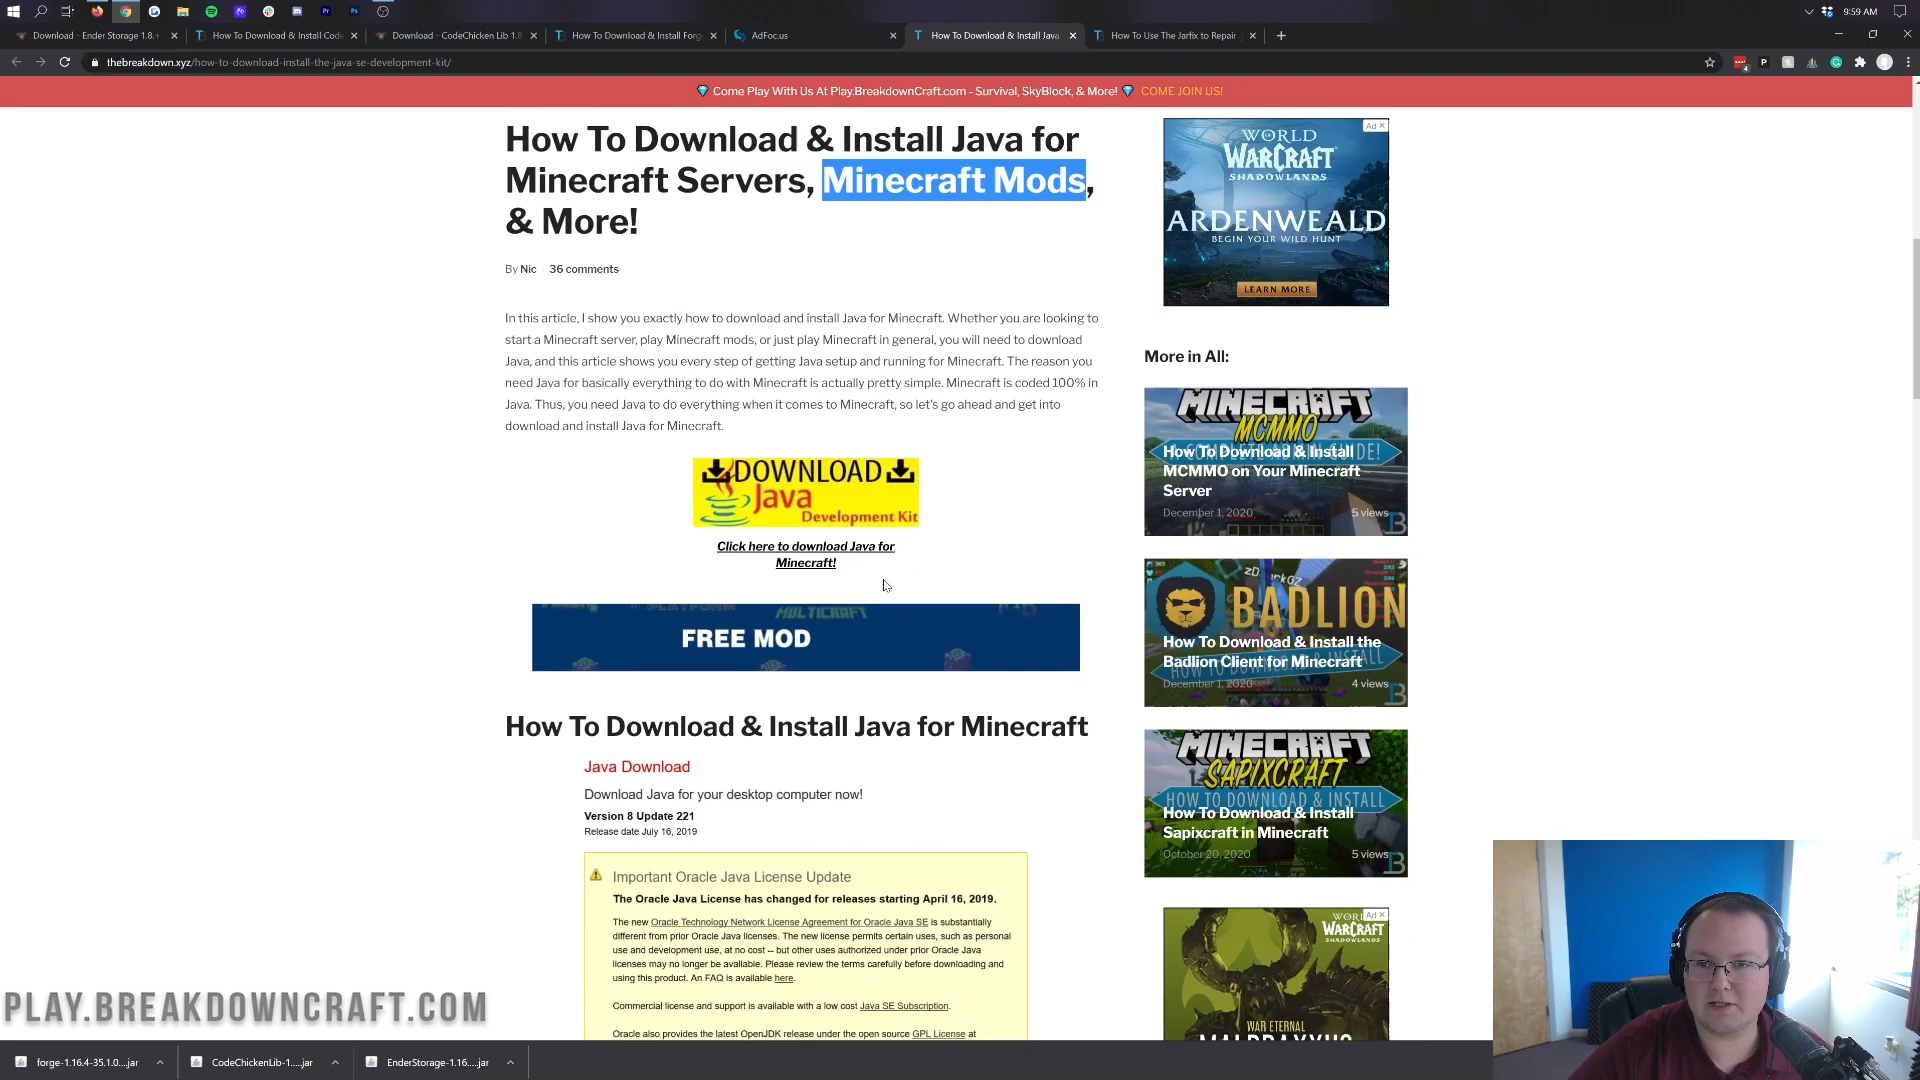 9:59 AM
Download - Ender Storage 1.8.+
How To Download & Install Code
Download - CodeChicken Lib 1.8
How To Download & Install Forg
AdFoc.us
How To Download & Install Java
How To Use The Jarfix to Repair
thebreakdown.xyz/how-to-download-install-the-java-se-development-kit/
Come Play With Us At Play.BreakdownCraft.com - Survival, SkyBlock, & More! COME JOIN US!
How To Download & Install Java for
Minecraft Servers, Minecraft Mods,
& More!
By Nic 36 comments
In this article, I show you exactly how to download and install Java for Minecraft. Whether you are looking to
start a Minecraft server, play Minecraft mods, or just play Minecraft in general, you will need to download
Java, and this article shows you every step of getting Java setup and running for Minecraft. The reason you
need Java for basically everything to do with Minecraft is actually pretty simple. Minecraft is coded 100% in
Java. Thus, you need Java to do everything when it comes to Minecraft, so let's go ahead and get into
download and install Java for Minecraft.
DOWNLOAD
Java
Development Kit
Click here to download Java for
Minecraft!
MULTICRAFT
FREE MOD
How To Download & Install Java for Minecraft
Java Download
Download Java for your desktop computer now!
Version 8 Update 221
Release date July 16, 2019
Important Oracle Java License Update
The Oracle Java License has changed for releases starting April 16, 2019.
The new Oracle Technology Network License Agreement for Oracle Java SE is substantially
different from prior Oracle Java licenses. The new license permits certain uses, such as personal
use and development use, at no cost -- but other uses authorized under prior Oracle Java
licenses may no longer be available. Please review the terms carefully before downloading and
using this product. An FAQ is available here.
Commercial license and support is available with a low cost Java SE Subscription.
Oracle also provides the latest OpenJDK release under the open source GPL License at
Ad
WORLD
WARCRAFT
SHADOWLANDS
ARDENWEALD
BEGIN YOUR WILD HUNT
LEARN MORE
More in All:
MINECRAFT
MCMMO
A COMPLETE ADMIN GUIDE!
How To Download & Install
MCMMO on Your Minecraft
Server
December 1, 2020 5 views
BADLION
How To Download & Install the
Badlion Client for Minecraft
December 1, 2020 4 views
MINECRAFT
SAPIXCRAFT
HOW TO DOWNLOAD & INSTALL
How To Download & Install
Sapixcraft in Minecraft
October 20, 2020 5 views
Ad
WORLD
WARCRAFT
SHADOWLANDS
WAR ETERNAL
MALDRAXXUS
PLAY.BREAKDOWNCRAFT.COM
forge-1.16.4-35.1.0....jar
CodeChickenLib-1.....jar
EnderStorage-1.16....jar